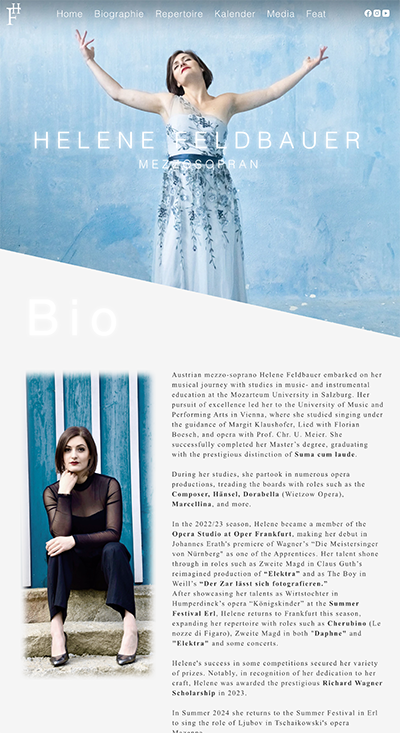 HF
Home Biographie Repertoire Kalender Media Feat
HELENE FELDBAUER
MEZZOSOPRAN
Bio
Austrian mezzo-soprano Helene Feldbauer embarked on her
musical journey with studies in music- and instrumental
education at the Mozarteum University in Salzburg. Her
pursuit of excellence led her to the University of Music and
Performing Arts in Vienna, where she studied singing under
the guidance of Margit Klaushofer, Lied with Florian
Boesch, and opera with Prof. Chr. U. Meier. She
successfully completed her Master's degree, graduating
with the prestigious distinction of Suma cum laude.
During her studies, she partook in numerous opera
productions, treading the boards with roles such as the
Composer, Hänsel, Dorabella (Wietzow Opera),
Marcellina, and more.
In the 2022/23 season, Helene became a member of the
Opera Studio at Oper Frankfurt, making her debut in
Johannes Erath's premiere of Wagner's "Die Meistersinger
von Nürnberg" as one of the Apprentices. Her talent shone
through in roles such as Zweite Magd in Claus Guth's
reimagined production of "Elektra" and as The Boy in
Weill's "Der Zar lässt sich fotografieren."
After showcasing her talents as Wirtstochter in
Humperdinck's opera "Königskinder" at the Summer
Festival Erl, Helene returns to Frankfurt this season,
expanding her repertoire with roles such as Cherubino (Le
nozze di Figaro), Zweite Magd in both "Daphne" and
"Elektra" and some concerts.
Helene's success in some competitions secured her variety
of prizes. Notably, in recognition of her dedication to her
craft, Helene was awarded the prestigious Richard Wagner
Scholarship in 2023.
In Summer 2024 she returns to the Summer Festival in Erl
to sing the role of Ljubov in Tschaikowski's opera
Mazeppa.